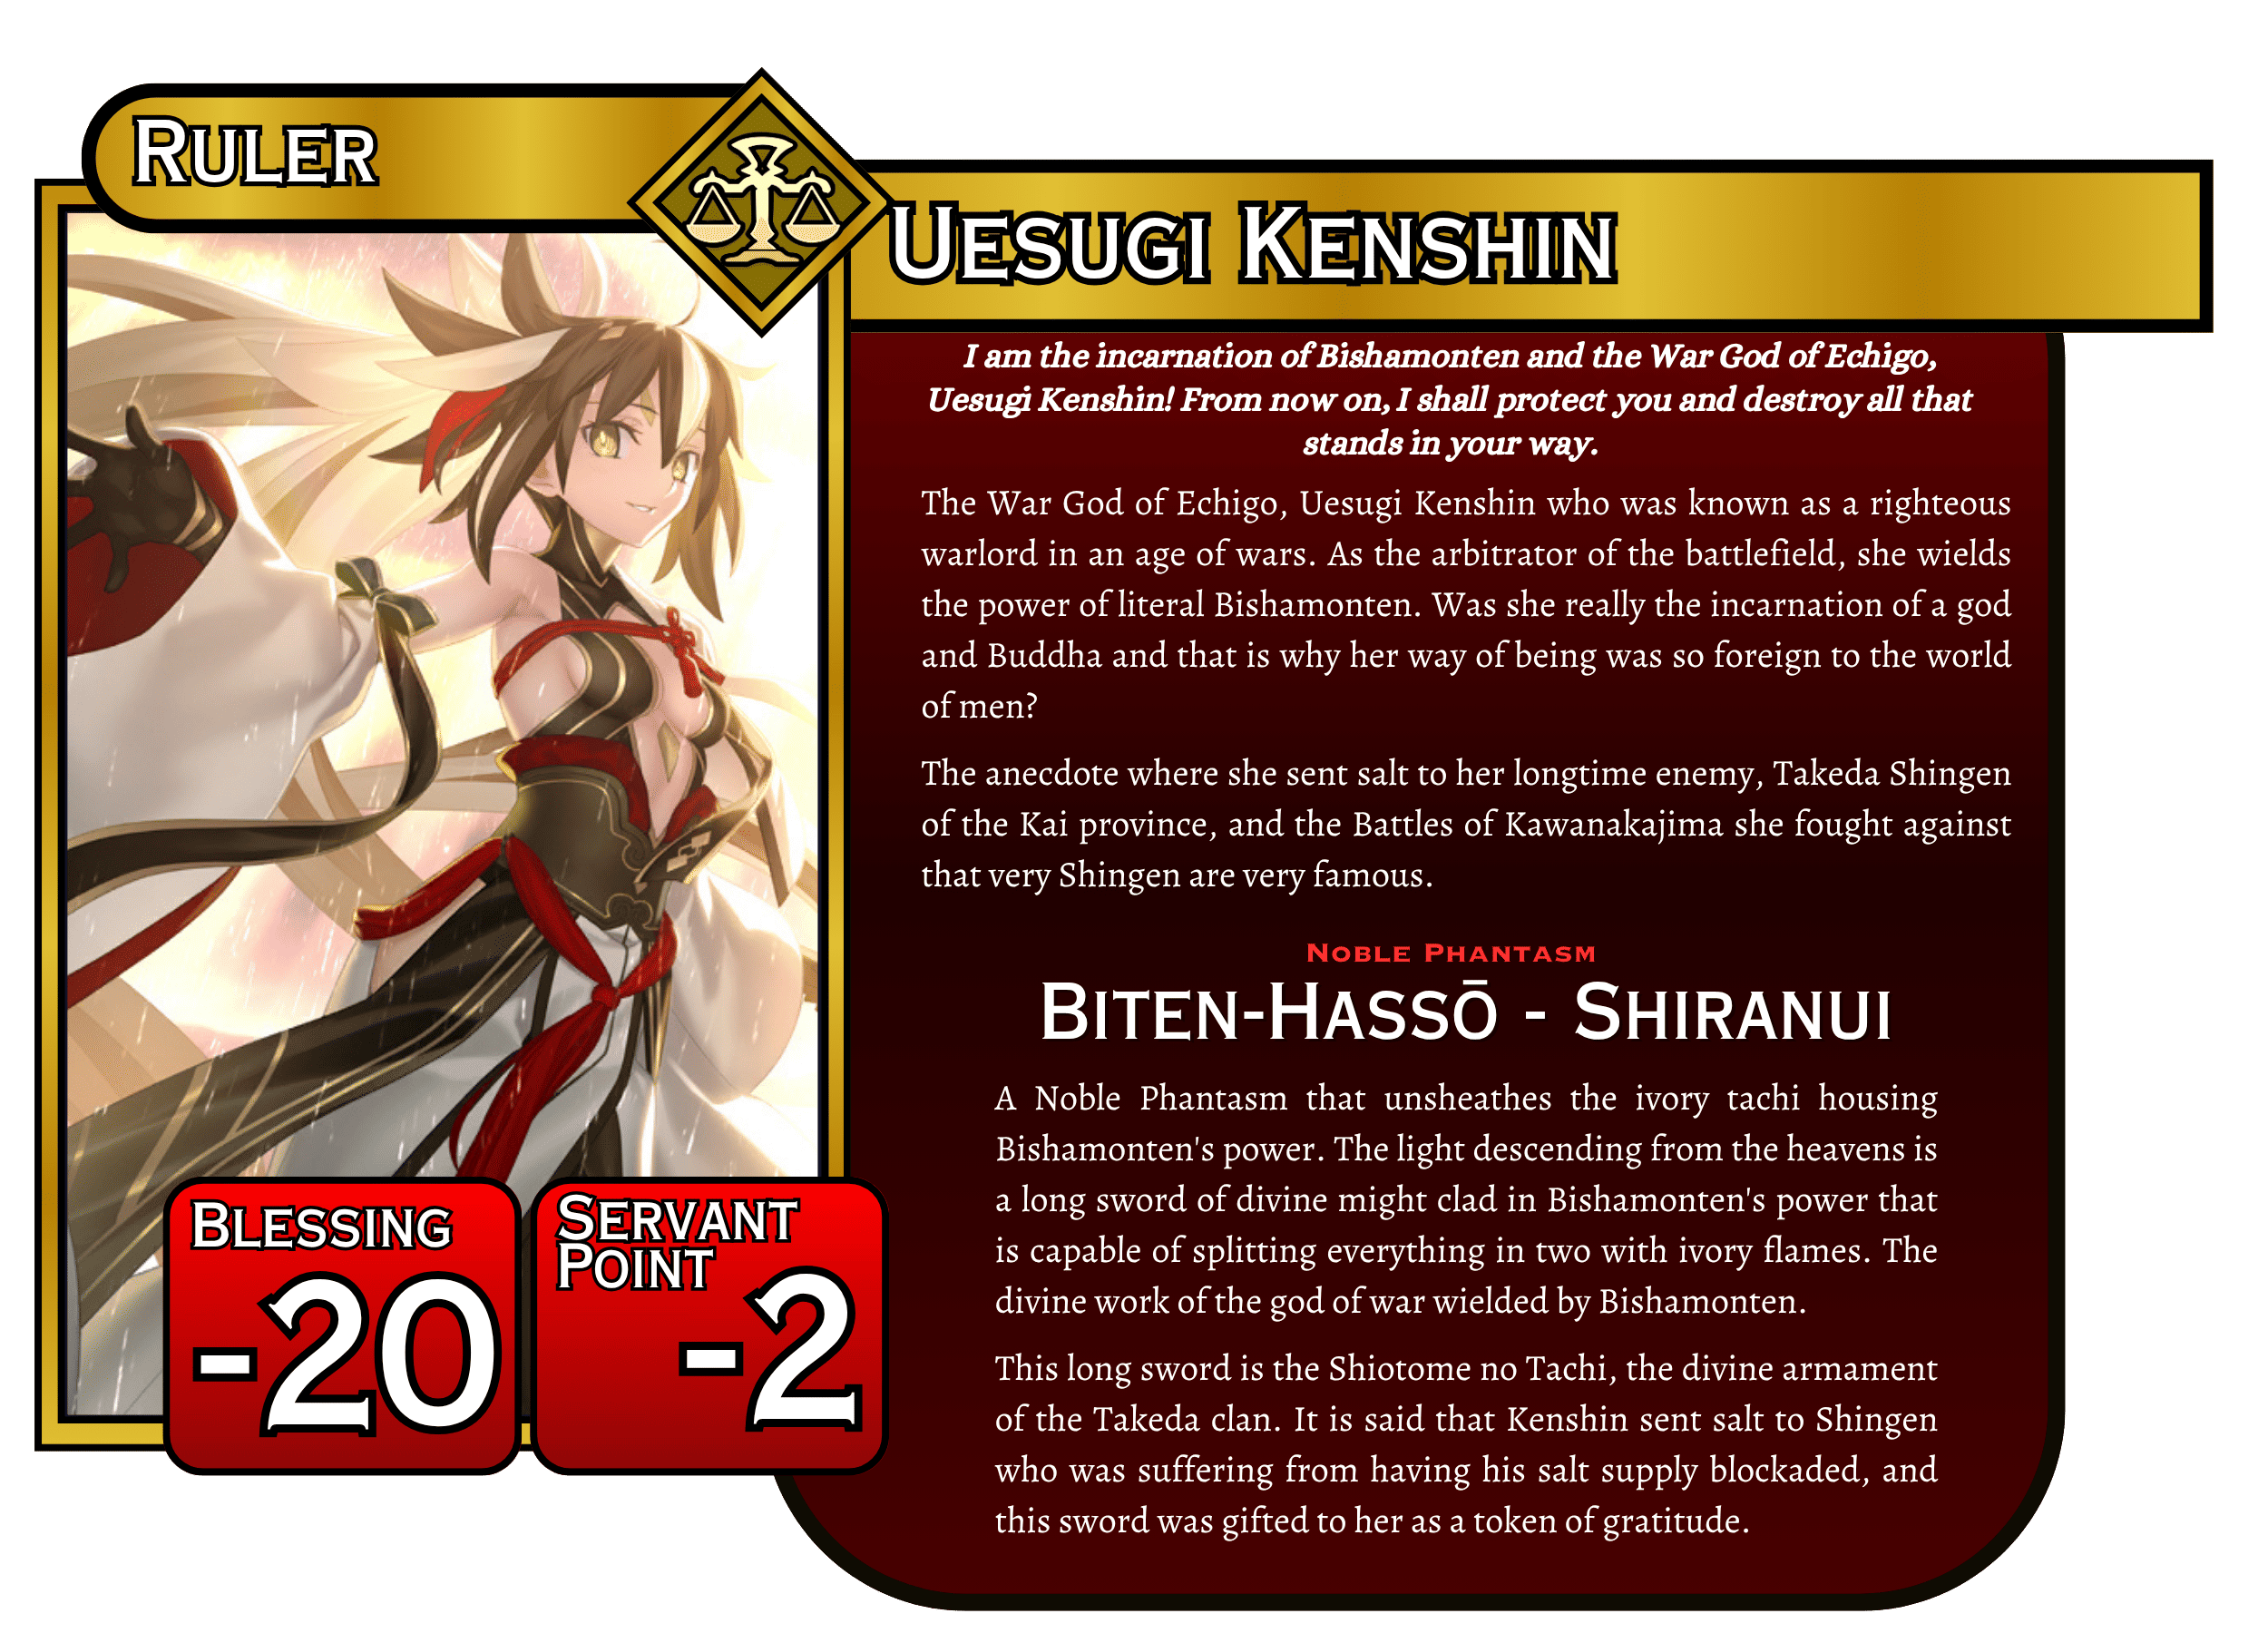 RULER
UESUGI KENSHIN
I am the incarnation of Bishamonten and the War God of Echigo,
Uesugi Kenshin! From now on, I shall protect you and destroy all that
stands in your way.
The War God of Echigo, Uesugi Kenshin who was known as a righteous
warlord in an age of wars. As the arbitrator of the battlefield, she wields
the power of literal Bishamonten. Was she really the incarnation of a god
and Buddha and that is why her way of being was so foreign to the world
of men?
The anecdote where she sent salt to her longtime enemy, Takeda Shingen
of the Kai province, and the Battles of Kawanakajima she fought against
that very Shingen are very famous.
NOBLE PHANTASM
BITEN-HASSŌ - SHIRANUI
A Noble Phantasm that unsheathes the ivory tachi housing
Bishamonten's power. The light descending from the heavens is
a long sword of divine might clad in Bishamonten's power that
is capable of splitting everything in two with ivory flames. The
divine work of the god of war wielded by Bishamonten.
This long sword is the Shiotome no Tachi, the divine armament
of the Takeda clan. It is said that Kenshin sent salt to Shingen
who was suffering from having his salt supply blockaded, and
this sword was gifted to her as a token of gratitude.
BLESSING
-20
SERVANT
POINT
-2